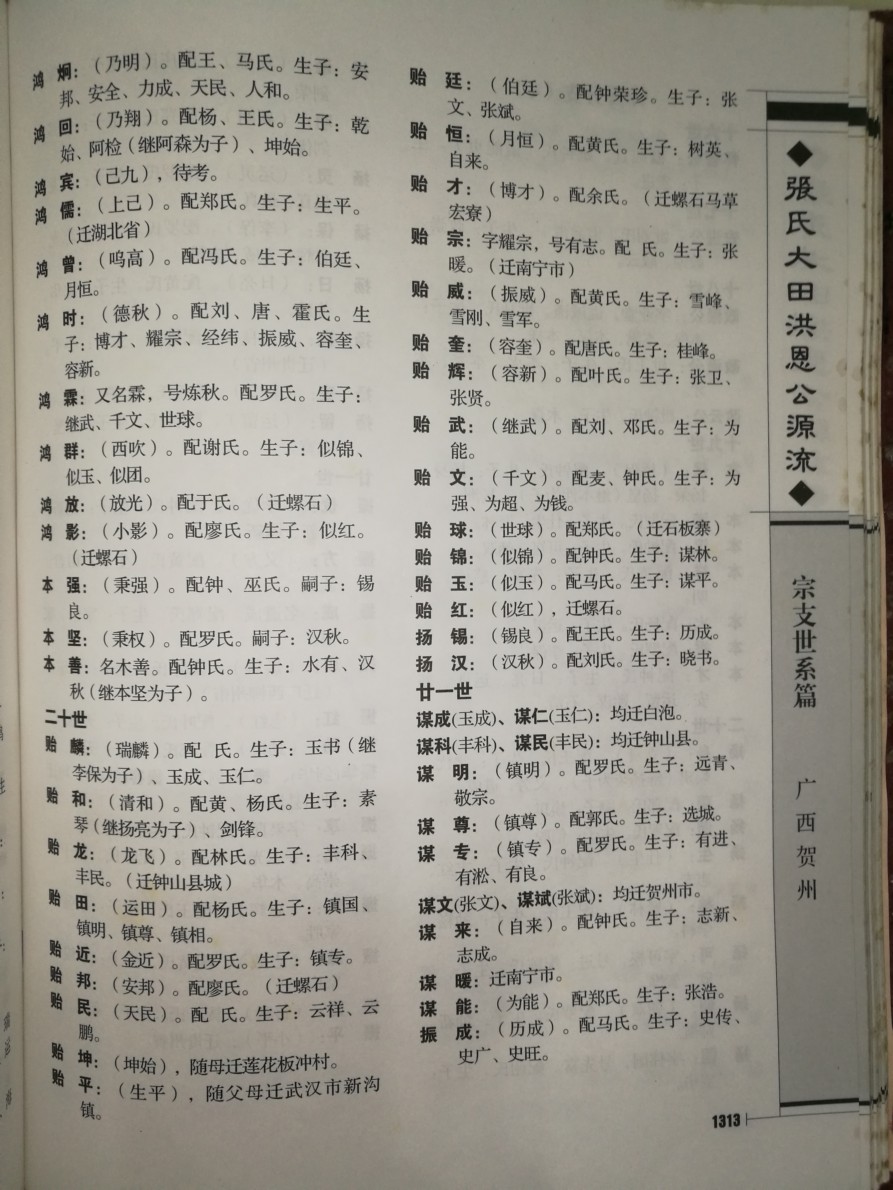 鸿 炯：（乃明）。配王、马氏。生子：安
邦、安全、力成、天民、人和。
鸿 回：（乃翔）。配杨、王氏。生子：乾
始、阿检（继阿森为子）、坤始。
鸿 宾：（己九），待考。
鸿 儒：（上己）。配郑氏。生子：生平。
（迁湖北省）
鸿 曾：（呜高）。配冯氏。生子：伯廷、
月恒。
鸿 时：（德秋）。配刘、唐、霍氏。生
子：博才、耀宗、经纬、振威、容奎、
容新。
鸿 霖：又名霖，号炼秋。配罗氏。生子：
继武、千文、世球。
鸿 群：（西吹）。配谢氏。生子：似锦、
似玉、似团。
鸿 放：（放光）。配于氏。（迁螺石）
鸿 影：（小影）。配廖氏。生子：似红。
（迁螺石）
本 强：（秉强）。配钟、巫氏。嗣子：锡
良。
本 坚：（秉权）。配罗氏。嗣子：汉秋。
本 善：名木善。配钟氏。生子：水有、汉
秋（继本坚为子）。
二十世
贻 麟：（瑞麟）。配 氏。生子：玉书（继
李保为子）、玉成、玉仁。
贻 和：（清和）。配黄、杨氏。生子：素
琴（继扬亮为子）、剑锋。
贻 龙：（龙飞）。配林氏。生子：丰科、
丰民。（迁钟山县城）
贻 田：（运田）。配杨氏。生子：镇国、
镇明、镇尊、镇相。
贻 近：（金近）。配罗氏。生子：镇专。
贻 邦：（安邦）。配廖氏。（迁螺石）
贻 民：（天民）。配 氏。生子：云祥、云
鹏。
贻 坤：（坤始），随母迁莲花板冲村。
贻 平：（生平），随父母迁武汉市新沟
镇。
贻 廷：（伯廷）。配钟荣珍。生子：张
文、张斌。
贻 恒：（月恒）。配黄氏。生子：树英、
自来。
贻 才：（博才）。配余氏。（迁螺石马草
宏寮）
贻 宗：字耀宗，号有志。配 氏。生子：张
暖。（迁南宁市）
贻 威：（振威）。配黄氏。生子：雪峰、
雪刚、雪军。
贻 奎：（容奎）。配唐氏。生子：桂峰。
贻 辉：（容新）。配叶氏。生子：张卫、
张贤。
贻 武：（继武）。配刘、邓氏。生子：为
能。
贻 文：（千文）。配麦、钟氏。生子：为
强、为超、为钱。
贻 球：（世球）。配郑氏。（迁石板寨）
贻 锦：（似锦）。配钟氏。生子：谋林。
贻 玉：（似玉）。配马氏。生子：谋平。
贻 红：（似红），迁螺石。
扬 锡：（锡良）。配王氏。生子：历成。
扬 汉：（汉秋）。配刘氏。生子：晓书。
廿一世
谋成(玉成)、谋仁(玉仁)：均迁白泡。
谋科(丰科)、谋民(丰民)：均迁钟山县。
谋 明：（镇明）。配罗氏。生子：远青、
敬宗。
谋 尊：（镇尊）。配郭氏。生子：选城。
谋 专：（镇专）。配罗氏。生子：有进、
有淞、有良。
谋文(张文)、谋斌(张斌)：均迁贺州市。
谋 来：（自来）。配钟氏。生子：志新、
志成。
谋 暖：迁南宁市。
谋 能：（为能）。配郑氏。生子：张浩。
振 成：（历成）。配马氏。生子：史传、
史广、史旺。
◆張氏大田洪恩公源流◆
宗支世系篇
广西贺州
1313